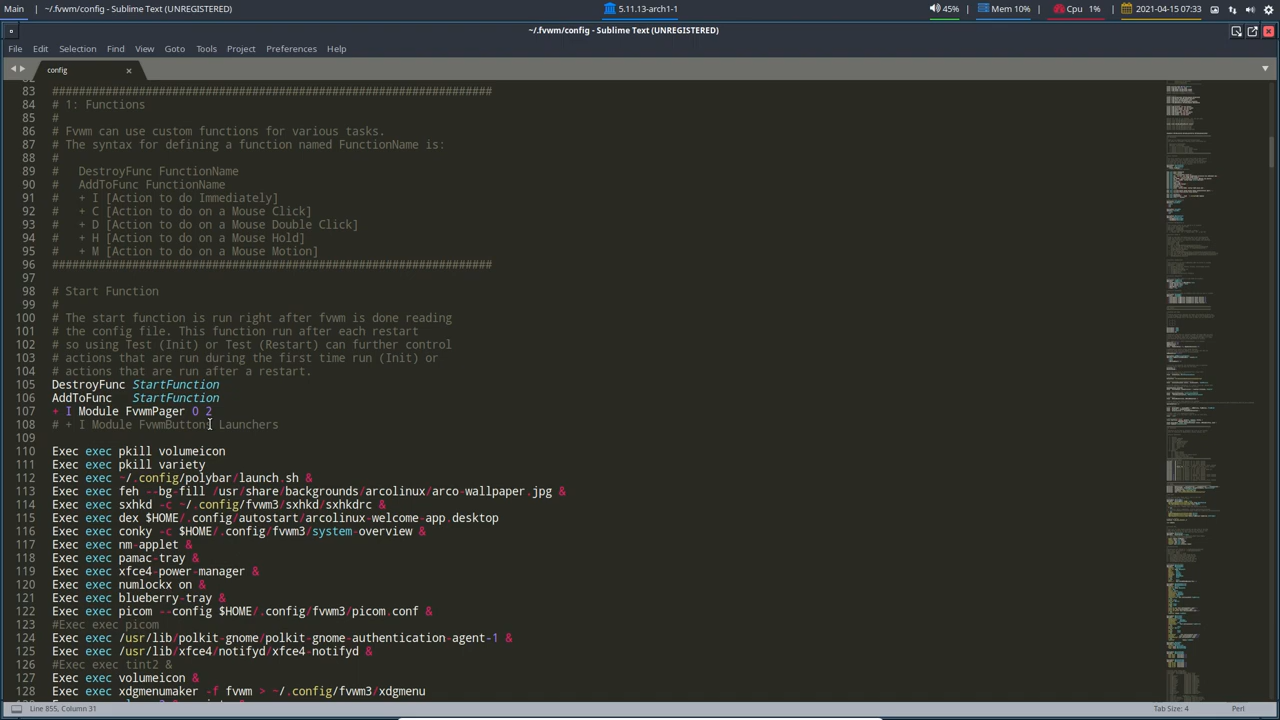 Main
~/.fvwm/config - Sublime Text (UNREGISTERED)
5.11.13-arch1-1
45%
Mem 10%
Cpu 1%
2021-04-15 07:33
~/.fvwm/config - Sublime Text (UNREGISTERED)
File Edit Selection Find View Goto Tools Project Preferences Help
config
83 ##################################################################
84 # 1: Functions
85 #
86 # Fvwm can use custom functions for various tasks.
87 # The syntax for defining a function named FunctionName is:
88 #
89 #   DestroyFunc FunctionName
90 #   AddToFunc FunctionName
91 #   + I [Action to do Immediately]
92 #   + C [Action to do on a Mouse Click]
93 #   + D [Action to do on a Mouse Double Click]
94 #   + H [Action to do on a Mouse Hold]
95 #   + M [Action to do on a Mouse Motion]
96 ##################################################################
97
98 # Start Function
99 #
100 # The start function is run right after fvwm is done reading
101 # the config file. This function run after each restart
102 # so using Test (Init) or Test (Restart) can further control
103 # actions that are run during the first time run (Init) or
104 # actions that are run after a restart.
105 DestroyFunc StartFunction
106 AddToFunc   StartFunction
107 + I Module FvwmPager 0 2
108 # + I Module FvwmButtons Launchers
109
110 Exec exec pkill volumeicon
111 Exec exec pkill variety
112 Exec exec ~/.config/polybar/launch.sh &
113 Exec exec feh --bg-fill /usr/share/backgrounds/arcolinux/arco-wallpaper.jpg &
114 Exec exec sxhkd -c ~/.config/fvwm3/sxhkd/sxhkdrc &
115 Exec exec dex $HOME/.config/autostart/arcolinux-welcome-app.desktop
116 Exec exec conky -c $HOME/.config/fvwm3/system-overview &
117 Exec exec nm-applet &
118 Exec exec pamac-tray &
119 Exec exec xfce4-power-manager &
120 Exec exec numlockx on &
121 Exec exec blueberry-tray &
122 Exec exec picom --config $HOME/.config/fvwm3/picom.conf &
123 #Exec exec picom
124 Exec exec /usr/lib/polkit-gnome/polkit-gnome-authentication-agent-1 &
125 Exec exec /usr/lib/xfce4/notifyd/xfce4-notifyd &
126 #Exec exec tint2 &
127 Exec exec volumeicon &
128 Exec exec xdgmenumaker -f fvwm > ~/.config/fvwm3/xdgmenu
Line 855, Column 31
Tab Size: 4
Perl